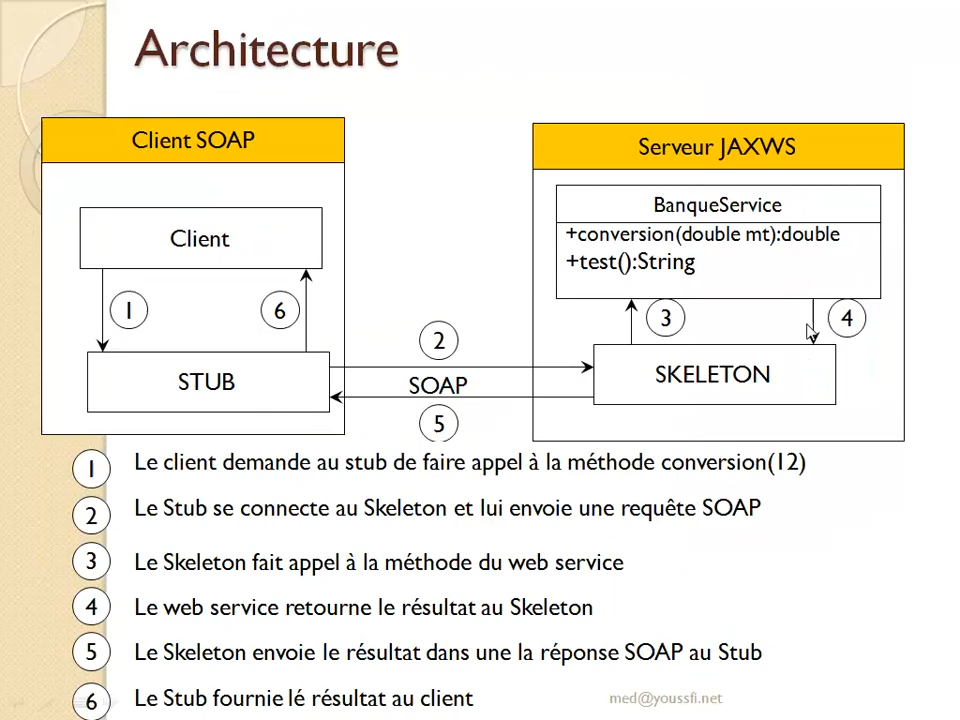 Architecture
Client SOAP
Serveur JAXWS
BanqueService
Client
+conversion(double mt):double
+test():String
1
6
3
4
2
STUB
SOAP
SKELETON
5
1 Le client demande au stub de faire appel à la méthode conversion(12)
2 Le Stub se connecte au Skeleton et lui envoie une requête SOAP
3 Le Skeleton fait appel à la méthode du web service
4 Le web service retourne le résultat au Skeleton
5 Le Skeleton envoie le résultat dans une la réponse SOAP au Stub
6 Le Stub fournie lé résultat au client
med@youssfi.net